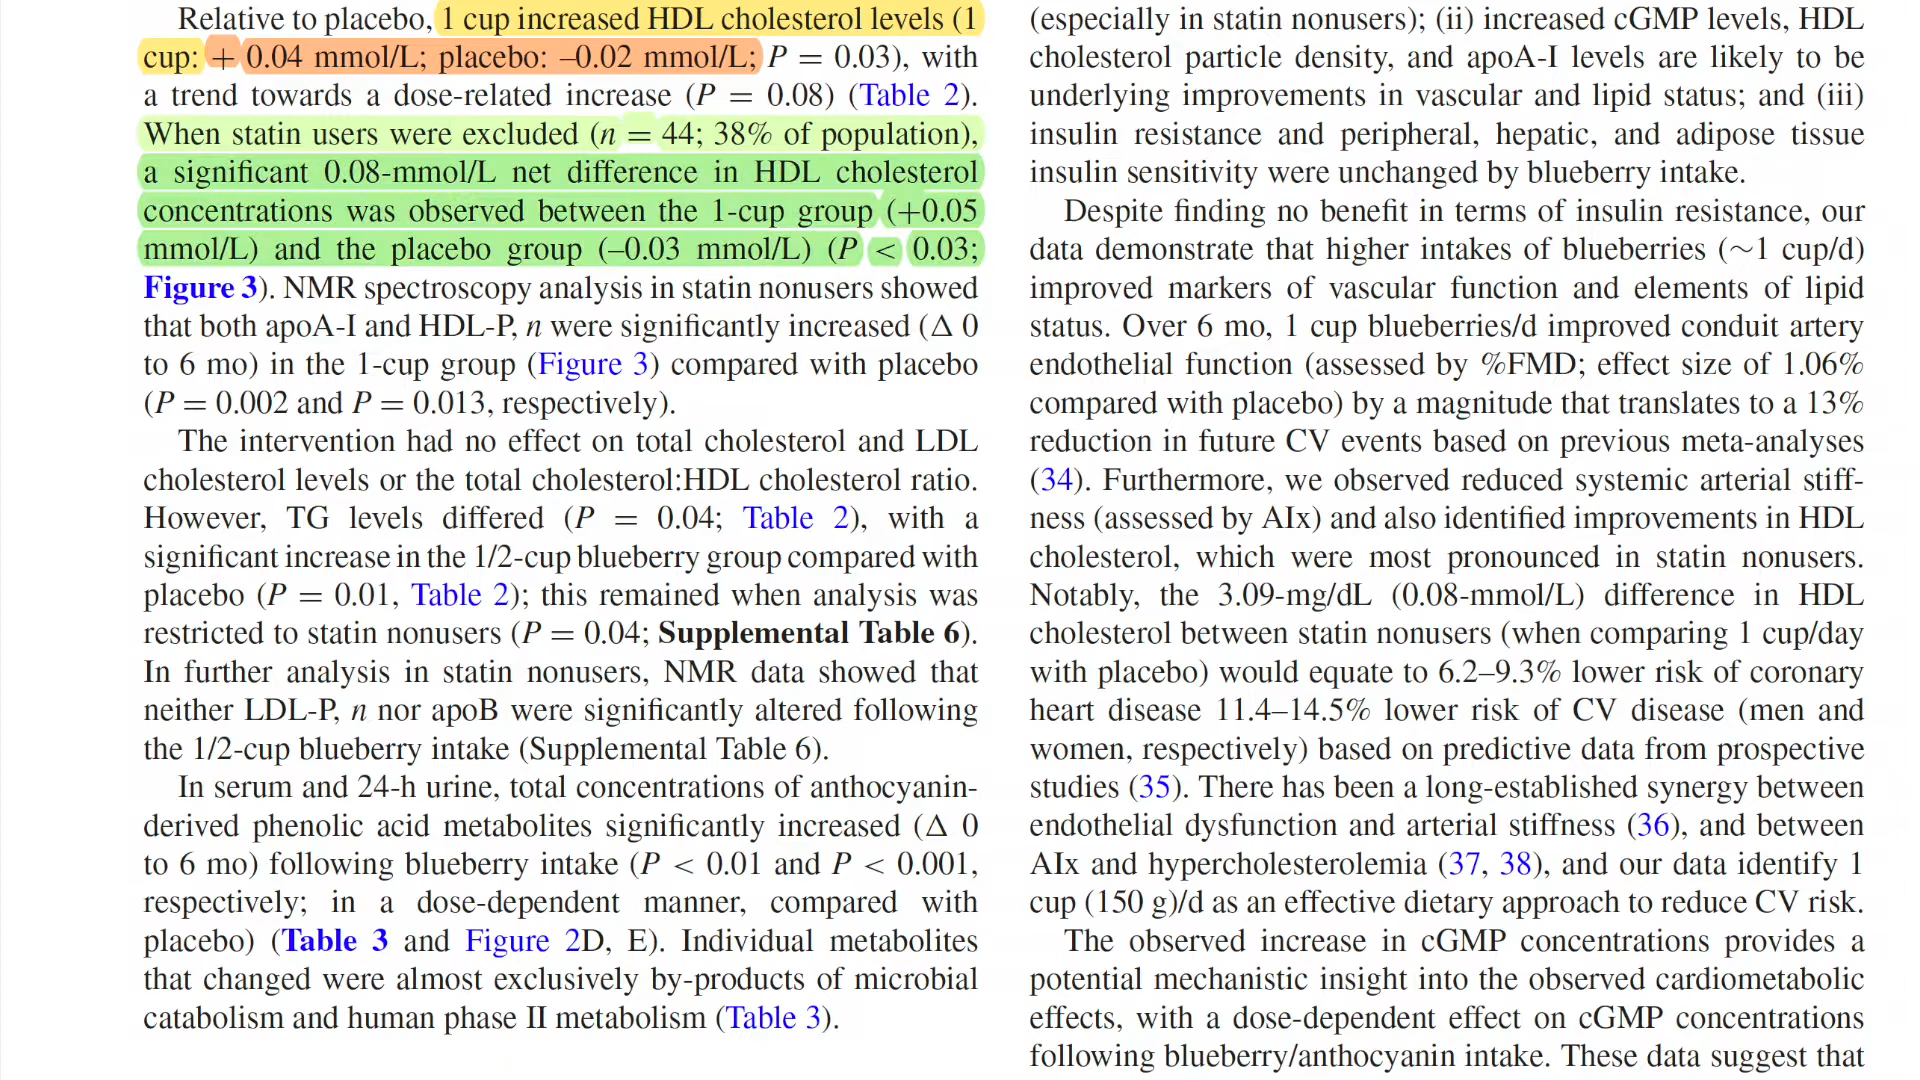 Relative to placebo, 1 cup increased HDL cholesterol levels (1
cup: + 0.04 mmol/L; placebo: –0.02 mmol/L; P = 0.03), with
a trend towards a dose-related increase (P = 0.08) (Table 2).
When statin users were excluded (n = 44; 38% of population),
a significant 0.08-mmol/L net difference in HDL cholesterol
concentrations was observed between the 1-cup group (+0.05
mmol/L) and the placebo group (–0.03 mmol/L) (P < 0.03;
Figure 3). NMR spectroscopy analysis in statin nonusers showed
that both apoA-I and HDL-P, n were significantly increased (Δ 0
to 6 mo) in the 1-cup group (Figure 3) compared with placebo
(P = 0.002 and P = 0.013, respectively).
The intervention had no effect on total cholesterol and LDL
cholesterol levels or the total cholesterol:HDL cholesterol ratio.
However, TG levels differed (P = 0.04; Table 2), with a
significant increase in the 1/2-cup blueberry group compared with
placebo (P = 0.01, Table 2); this remained when analysis was
restricted to statin nonusers (P = 0.04; Supplemental Table 6).
In further analysis in statin nonusers, NMR data showed that
neither LDL-P, n nor apoB were significantly altered following
the 1/2-cup blueberry intake (Supplemental Table 6).
In serum and 24-h urine, total concentrations of anthocyanin-
derived phenolic acid metabolites significantly increased (Δ 0
to 6 mo) following blueberry intake (P < 0.01 and P < 0.001,
respectively; in a dose-dependent manner, compared with
placebo) (Table 3 and Figure 2D, E). Individual metabolites
that changed were almost exclusively by-products of microbial
catabolism and human phase II metabolism (Table 3).
(especially in statin nonusers); (ii) increased cGMP levels, HDL
cholesterol particle density, and apoA-I levels are likely to be
underlying improvements in vascular and lipid status; and (iii)
insulin resistance and peripheral, hepatic, and adipose tissue
insulin sensitivity were unchanged by blueberry intake.
Despite finding no benefit in terms of insulin resistance, our
data demonstrate that higher intakes of blueberries (∼1 cup/d)
improved markers of vascular function and elements of lipid
status. Over 6 mo, 1 cup blueberries/d improved conduit artery
endothelial function (assessed by %FMD; effect size of 1.06%
compared with placebo) by a magnitude that translates to a 13%
reduction in future CV events based on previous meta-analyses
(34). Furthermore, we observed reduced systemic arterial stiff-
ness (assessed by AIx) and also identified improvements in HDL
cholesterol, which were most pronounced in statin nonusers.
Notably, the 3.09-mg/dL (0.08-mmol/L) difference in HDL
cholesterol between statin nonusers (when comparing 1 cup/day
with placebo) would equate to 6.2–9.3% lower risk of coronary
heart disease 11.4–14.5% lower risk of CV disease (men and
women, respectively) based on predictive data from prospective
studies (35). There has been a long-established synergy between
endothelial dysfunction and arterial stiffness (36), and between
AIx and hypercholesterolemia (37, 38), and our data identify 1
cup (150 g)/d as an effective dietary approach to reduce CV risk.
The observed increase in cGMP concentrations provides a
potential mechanistic insight into the observed cardiometabolic
effects, with a dose-dependent effect on cGMP concentrations
following blueberry/anthocyanin intake. These data suggest that